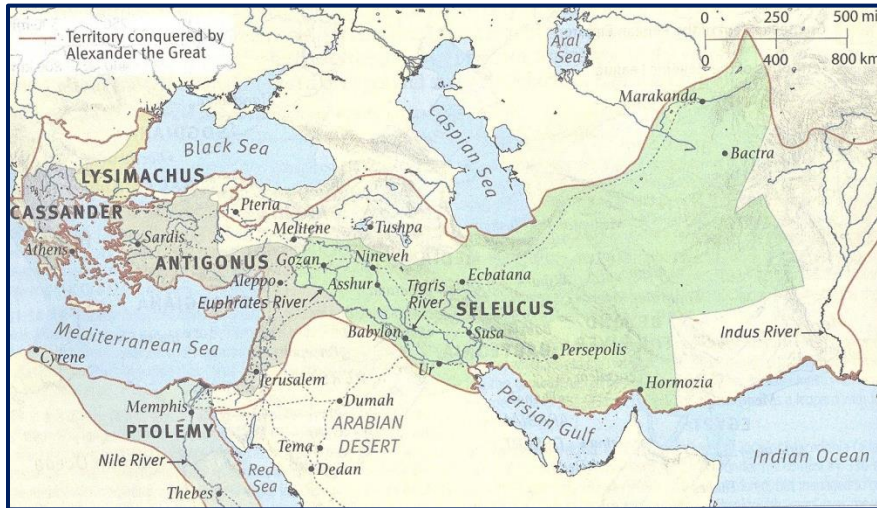 Territory conquered by
Alexander the Great
0 250 500 mi
0 400 800 km
Aral
Sea
Marakanda
Caspian Sea
Black Sea
Bactra
LYSIMACHUS
CASSANDER
Pteria
Tushpa
Melitene
Athens
Sardis
ANTIGONUS
Gozan
Nineveh
Ecbatana
Aleppo
Asshur
Tigris
River
Euphrates River
SELEUCUS
Mediterranean Sea
Babylon
Susa
Indus River
Cyrene
Persepolis
Ur
Jerusalem
Hormozia
Memphis
Dumah
PTOLEMY
ARABIAN
DESERT
Persian Gulf
Tema
Nile River
Red
Sea
Dedan
Indian Ocean
Thebes